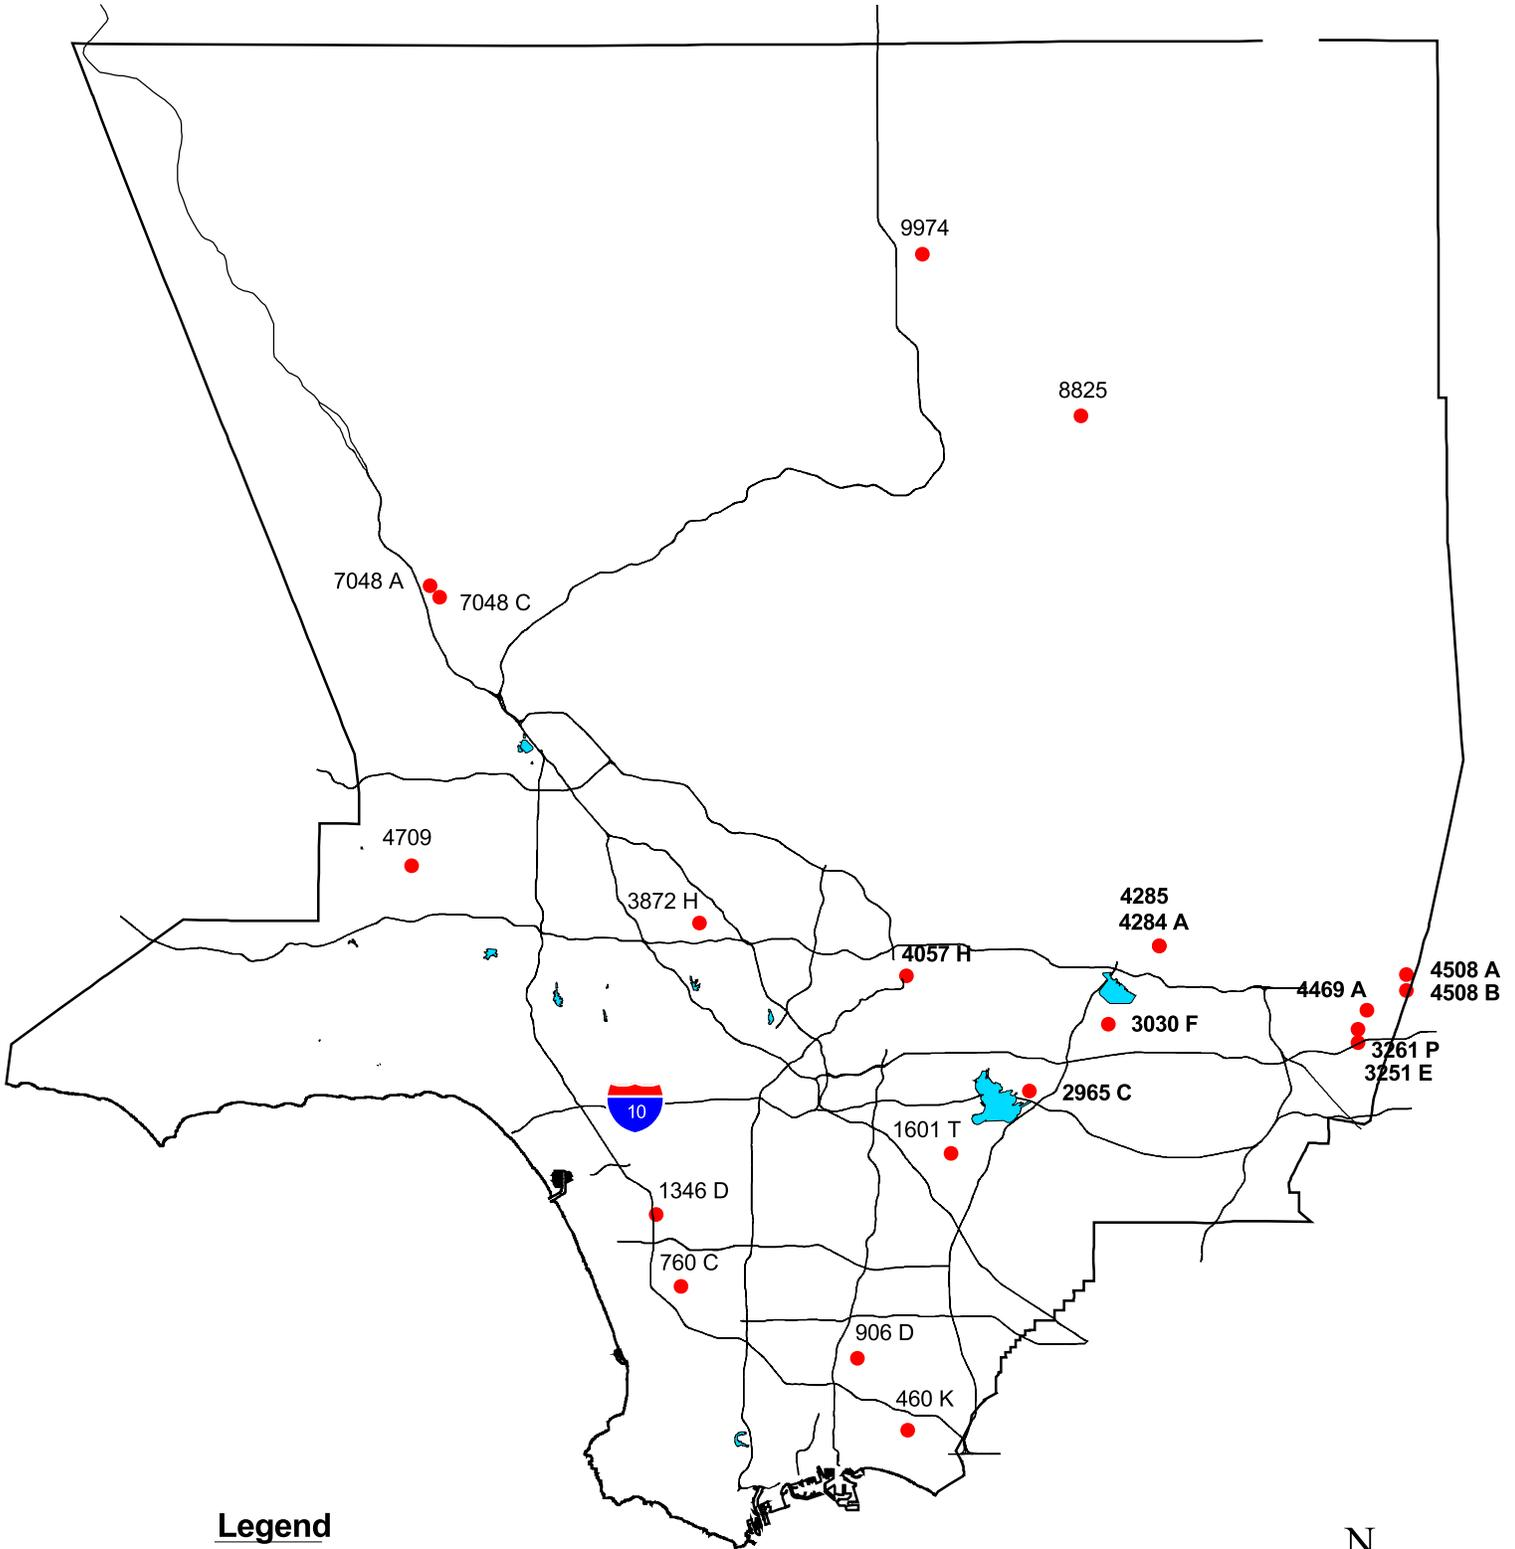 9974
8825
7048 A
7048 C
4709
3872 H
4285
4284 A
4057 H
4508 A
4469 A
4508 B
3030 F
3261 P
3251 E
2965 C
10
1601 T
1346 D
760 C
906 D
460 K
Legend
N